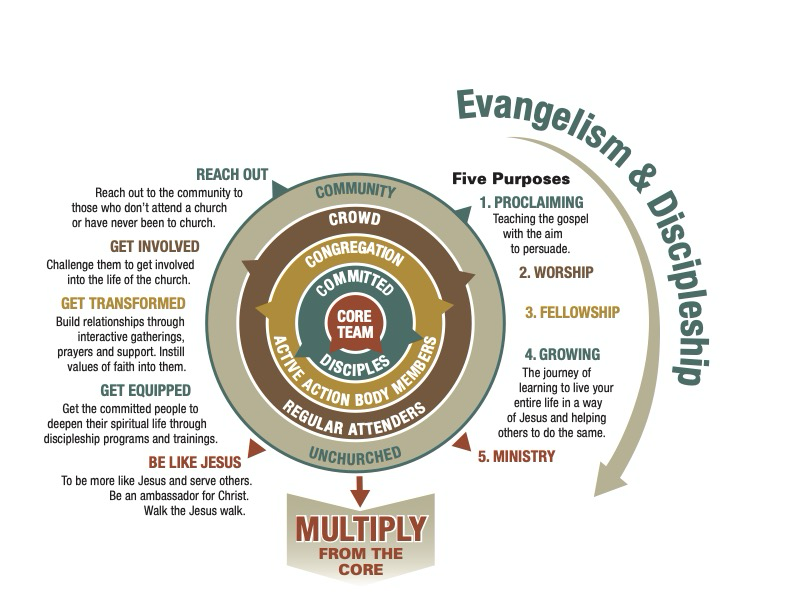 Evangelism & Discipleship
REACH OUT
Reach out to the community to
those who don't attend a church
or have never been to church.
GET INVOLVED
Challenge them to get involved
into the life of the church.
GET TRANSFORMED
Build relationships through
interactive gatherings,
prayers and support. Instill
values of faith into them.
GET EQUIPPED
Get the committed people to
deepen their spiritual life through
discipleship programs and trainings.
BE LIKE JESUS
To be more like Jesus and serve others.
Be an ambassador for Christ.
Walk the Jesus walk.
COMMUNITY
CROWD
CONGREGATION
COMMITTED
CORE
TEAM
DISCIPLES
ACTIVE ACTION BODY MEMBERS
REGULAR ATTENDERS
UNCHURCHED
MULTIPLY
FROM THE
CORE
Five Purposes
1. PROCLAIMING
Teaching the gospel
with the aim
to persuade.
2. WORSHIP
3. FELLOWSHIP
4. GROWING
The journey of
learning to live your
entire life in a way
of Jesus and helping
others to do the same.
5. MINISTRY